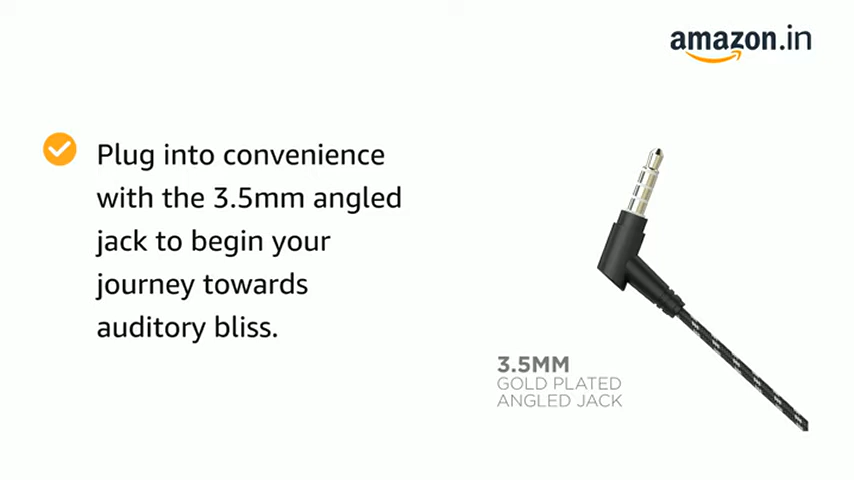 amazon.in
Plug into convenience
with the 3.5mm angled
jack to begin your
journey towards
auditory bliss.
3.5MM
GOLD PLATED
ANGLED JACK